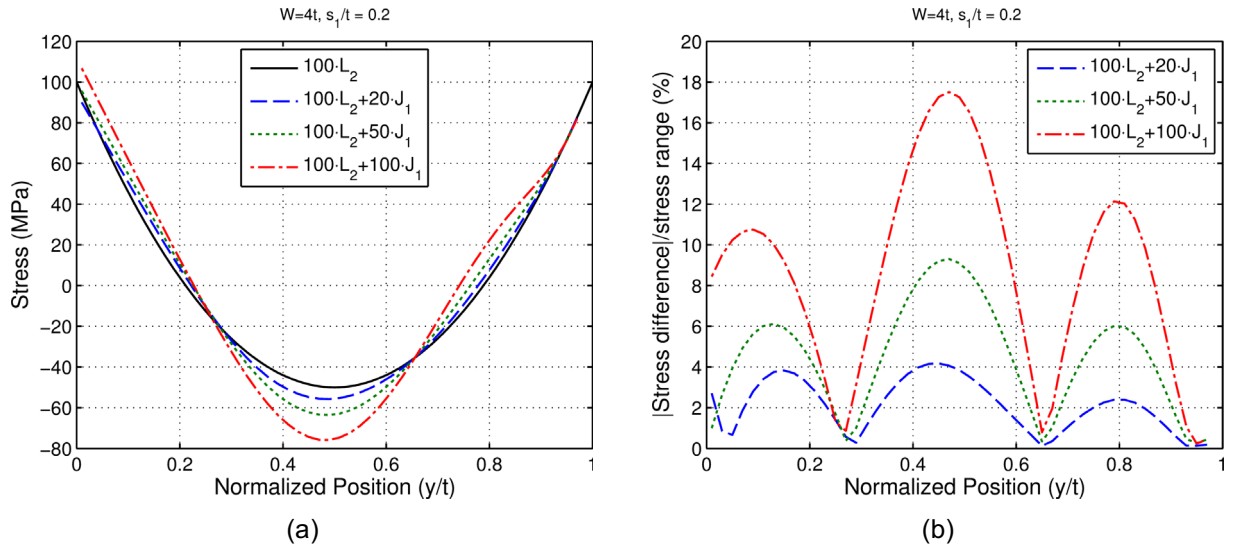 W=4t, s₁/t = 0.2
120
100
80
60
40
20
0
−20
−40
−60
−80
Stress (MPa)
100·L₂
100·L₂+20·J₁
100·L₂+50·J₁
100·L₂+100·J₁
0
0.2
0.4
0.6
0.8
1
Normalized Position (y/t)
(a)
W=4t, s₁/t = 0.2
20
18
16
14
12
10
8
6
4
2
0
|Stress difference|/stress range (%)
100·L₂+20·J₁
100·L₂+50·J₁
100·L₂+100·J₁
0
0.2
0.4
0.6
0.8
1
Normalized Position (y/t)
(b)